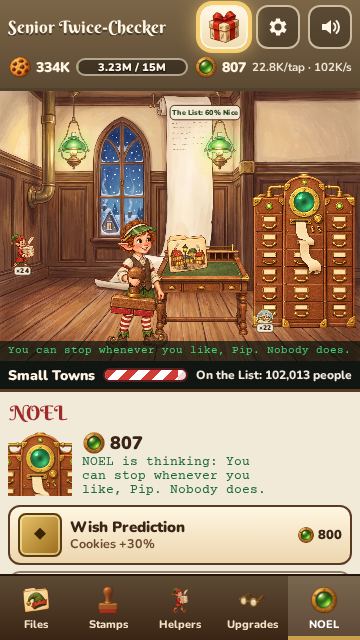 Senior Twice-Checker
334K
3.23M / 15M
807
22.8K/tap · 102K/s
The List: 60% Nice
×24
×22
You can stop whenever you like, Pip. Nobody does.
Small Towns
On the List: 102,013 people
NOEL
807
NOEL is thinking: You
can stop whenever you
like, Pip. Nobody does.
Wish Prediction
Cookies +30%
800
Files
Stamps
Helpers
Upgrades
NOEL